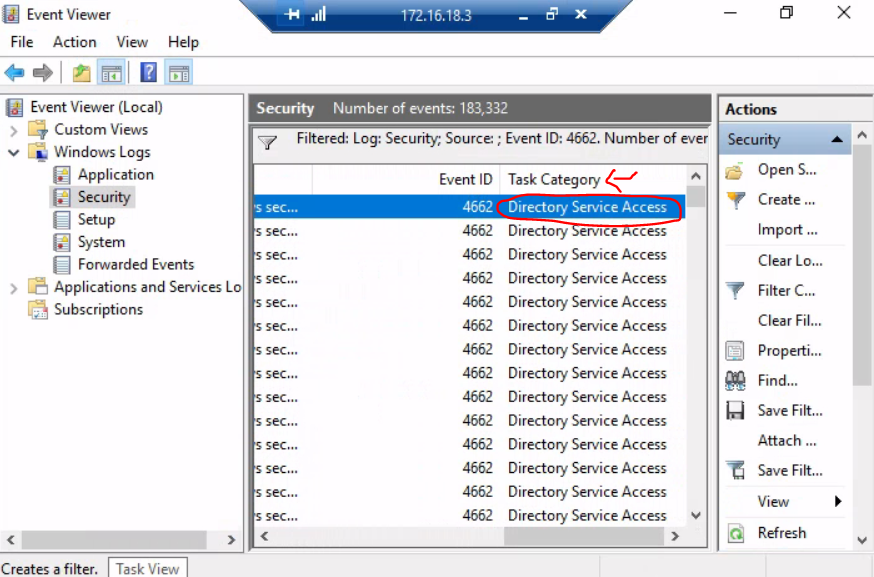 Event Viewer
172.16.18.3
File Action View Help
Event Viewer (Local)
Custom Views
Windows Logs
Application
Security
Setup
System
Forwarded Events
Applications and Services Lo
Subscriptions
Security Number of events: 183,332
Filtered: Log: Security; Source: ; Event ID: 4662. Number of ever
Event ID Task Category
's sec... 4662 Directory Service Access
's sec... 4662 Directory Service Access
's sec... 4662 Directory Service Access
's sec... 4662 Directory Service Access
's sec... 4662 Directory Service Access
's sec... 4662 Directory Service Access
's sec... 4662 Directory Service Access
's sec... 4662 Directory Service Access
's sec... 4662 Directory Service Access
's sec... 4662 Directory Service Access
's sec... 4662 Directory Service Access
's sec... 4662 Directory Service Access
's sec... 4662 Directory Service Access
's sec... 4662 Directory Service Access
Actions
Security
Open S...
Create ...
Import ...
Clear Lo...
Filter C...
Clear Fil...
Properti...
Find...
Save Filt...
Attach ...
Save Filt...
View
Refresh
Creates a filter.
Task View